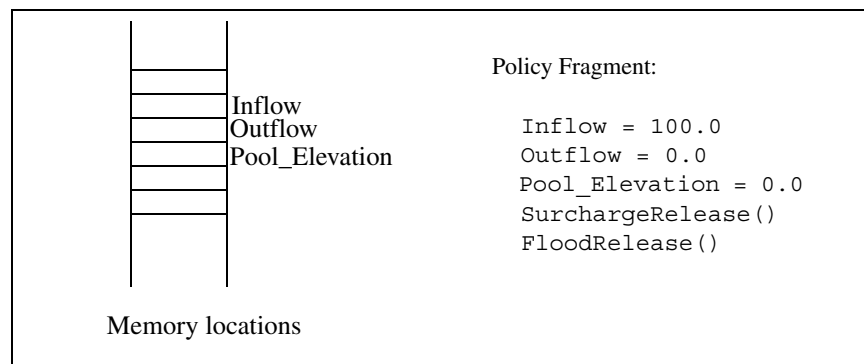 Inflow
Outflow
Pool_Elevation
Memory locations
Policy Fragment:
Inflow = 100.0
Outflow = 0.0
Pool_Elevation = 0.0
SurchargeRelease()
FloodRelease()